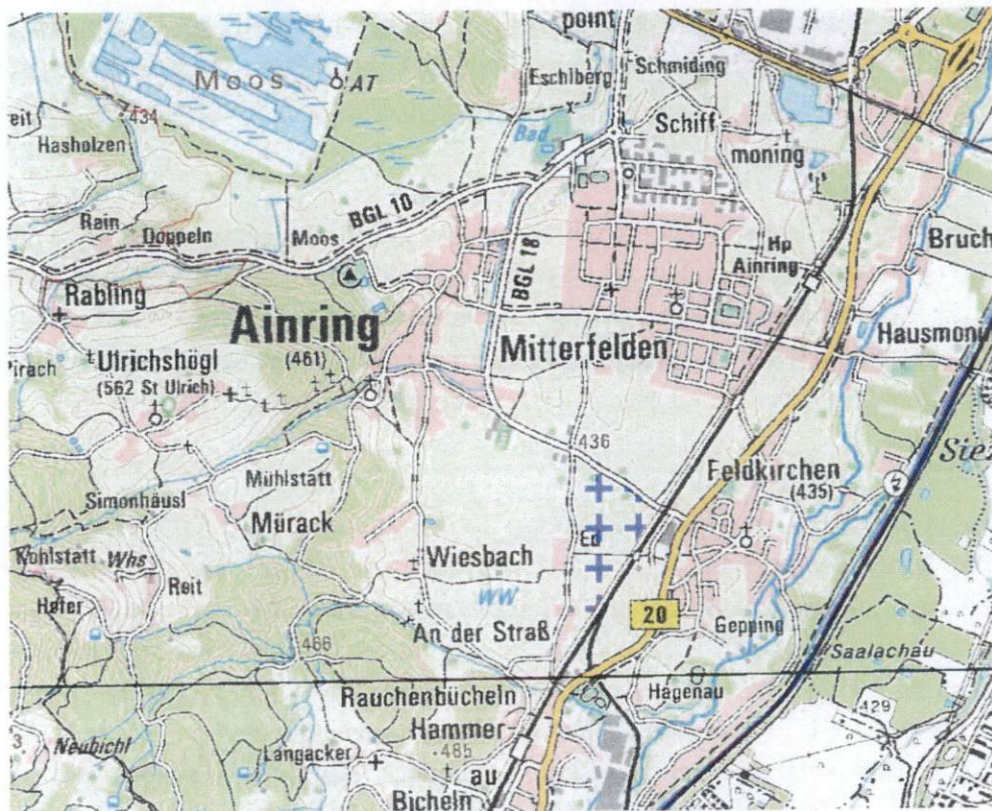 point
Schmiding
Eschlberg
Moos
AT
434
Hasholzen
Bad
Schiff
moning
Rain
Doppeln
Moos
BGL 10
BGL 18
Hp
Ainring
Bruch
Rabling
Ainring
(461)
Mitterfelden
Hausmoni
Pirach
Ulrichshögl
(562 St Ulrich)
436
Feldkirchen
(435)
Siez
Simonhäusl
Mühlstatt
Mürack
Ed
Kohlstatt
Whs
Wiesbach
Reit
WW
20
Gepping
An der Straß
466
Saalachau
Rauchenbücheln
Hagenau
Hammer-
au
429
Neubichl
Langacker
485
Bicheln